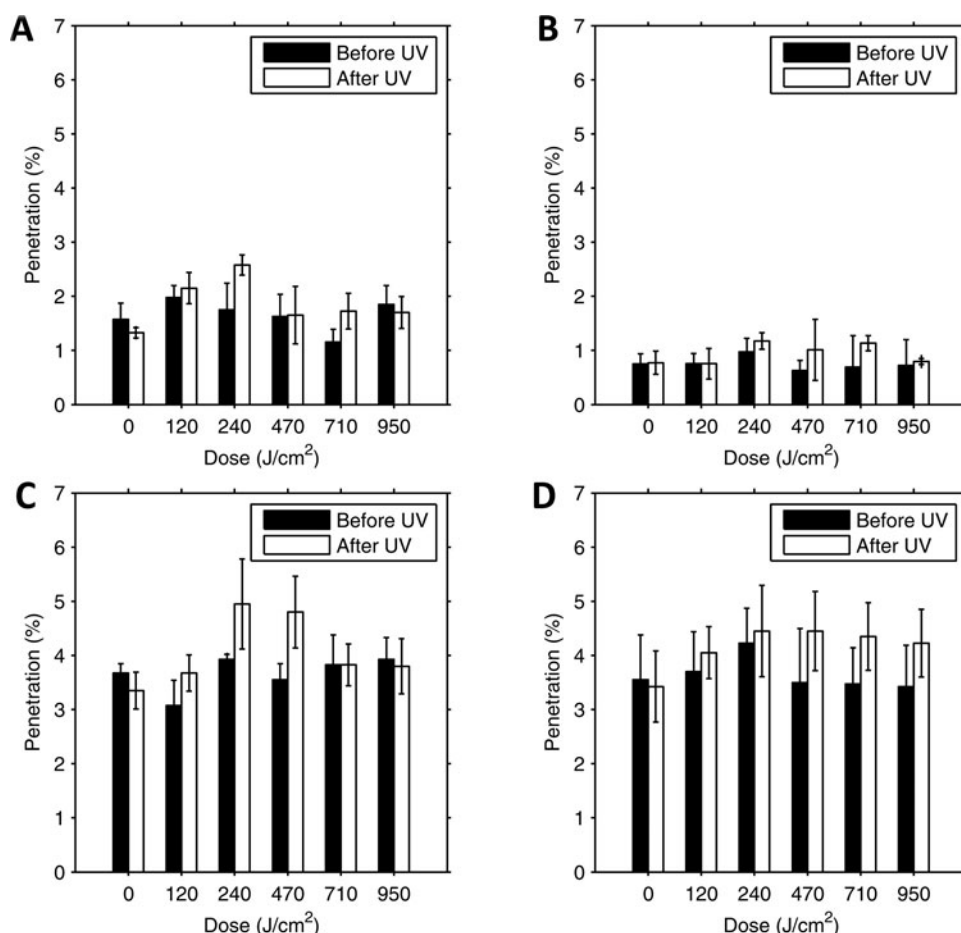 A
7
6
5
4
3
2
1
0
Penetration (%)
Before UV
After UV
0 120 240 470 710 950
Dose (J/cm²)
B
7
6
5
4
3
2
1
0
Penetration (%)
Before UV
After UV
0 120 240 470 710 950
Dose (J/cm²)
C
7
6
5
4
3
2
1
0
Penetration (%)
Before UV
After UV
0 120 240 470 710 950
Dose (J/cm²)
D
7
6
5
4
3
2
1
0
Penetration (%)
Before UV
After UV
0 120 240 470 710 950
Dose (J/cm²)